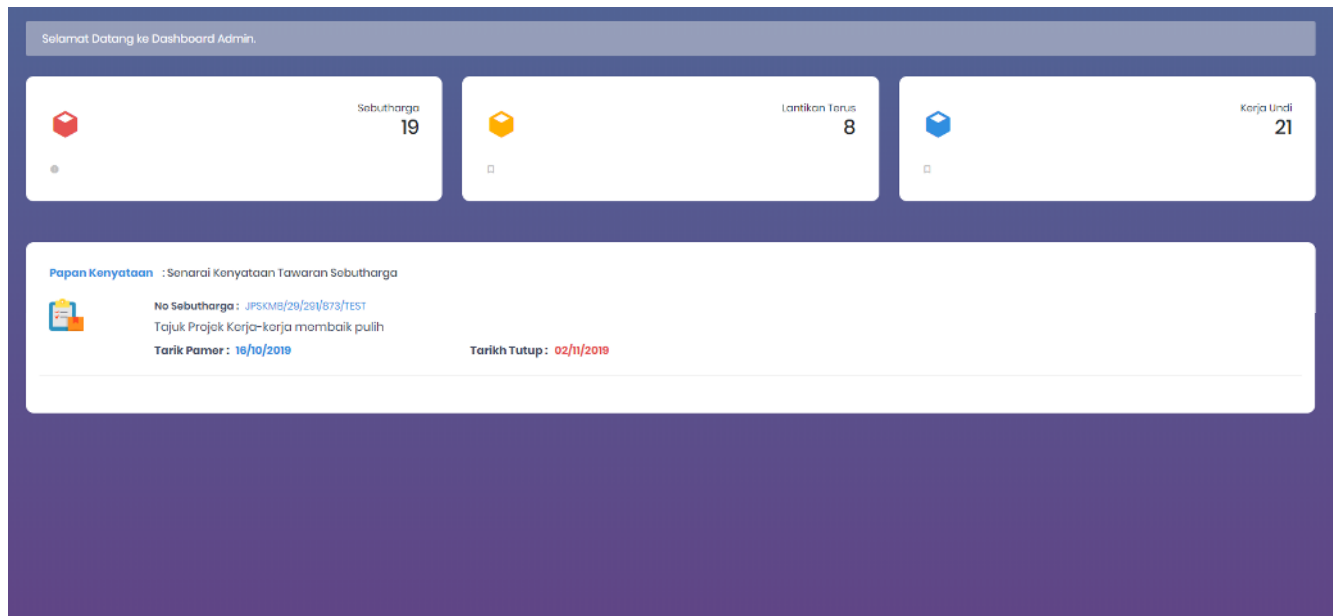 Selamat Datang ke Dashboard Admin.
Sebutharga
19
Lantikan Terus
8
Kerja Undi
21
Papan Kenyataan : Senarai Kenyataan Tawaran Sebutharga
No Sebutharga : JPSKMB/29/291/873/TEST
Tajuk Projek Kerja-kerja membaik pulih
Tarik Pamer : 16/10/2019 Tarikh Tutup : 02/11/2019